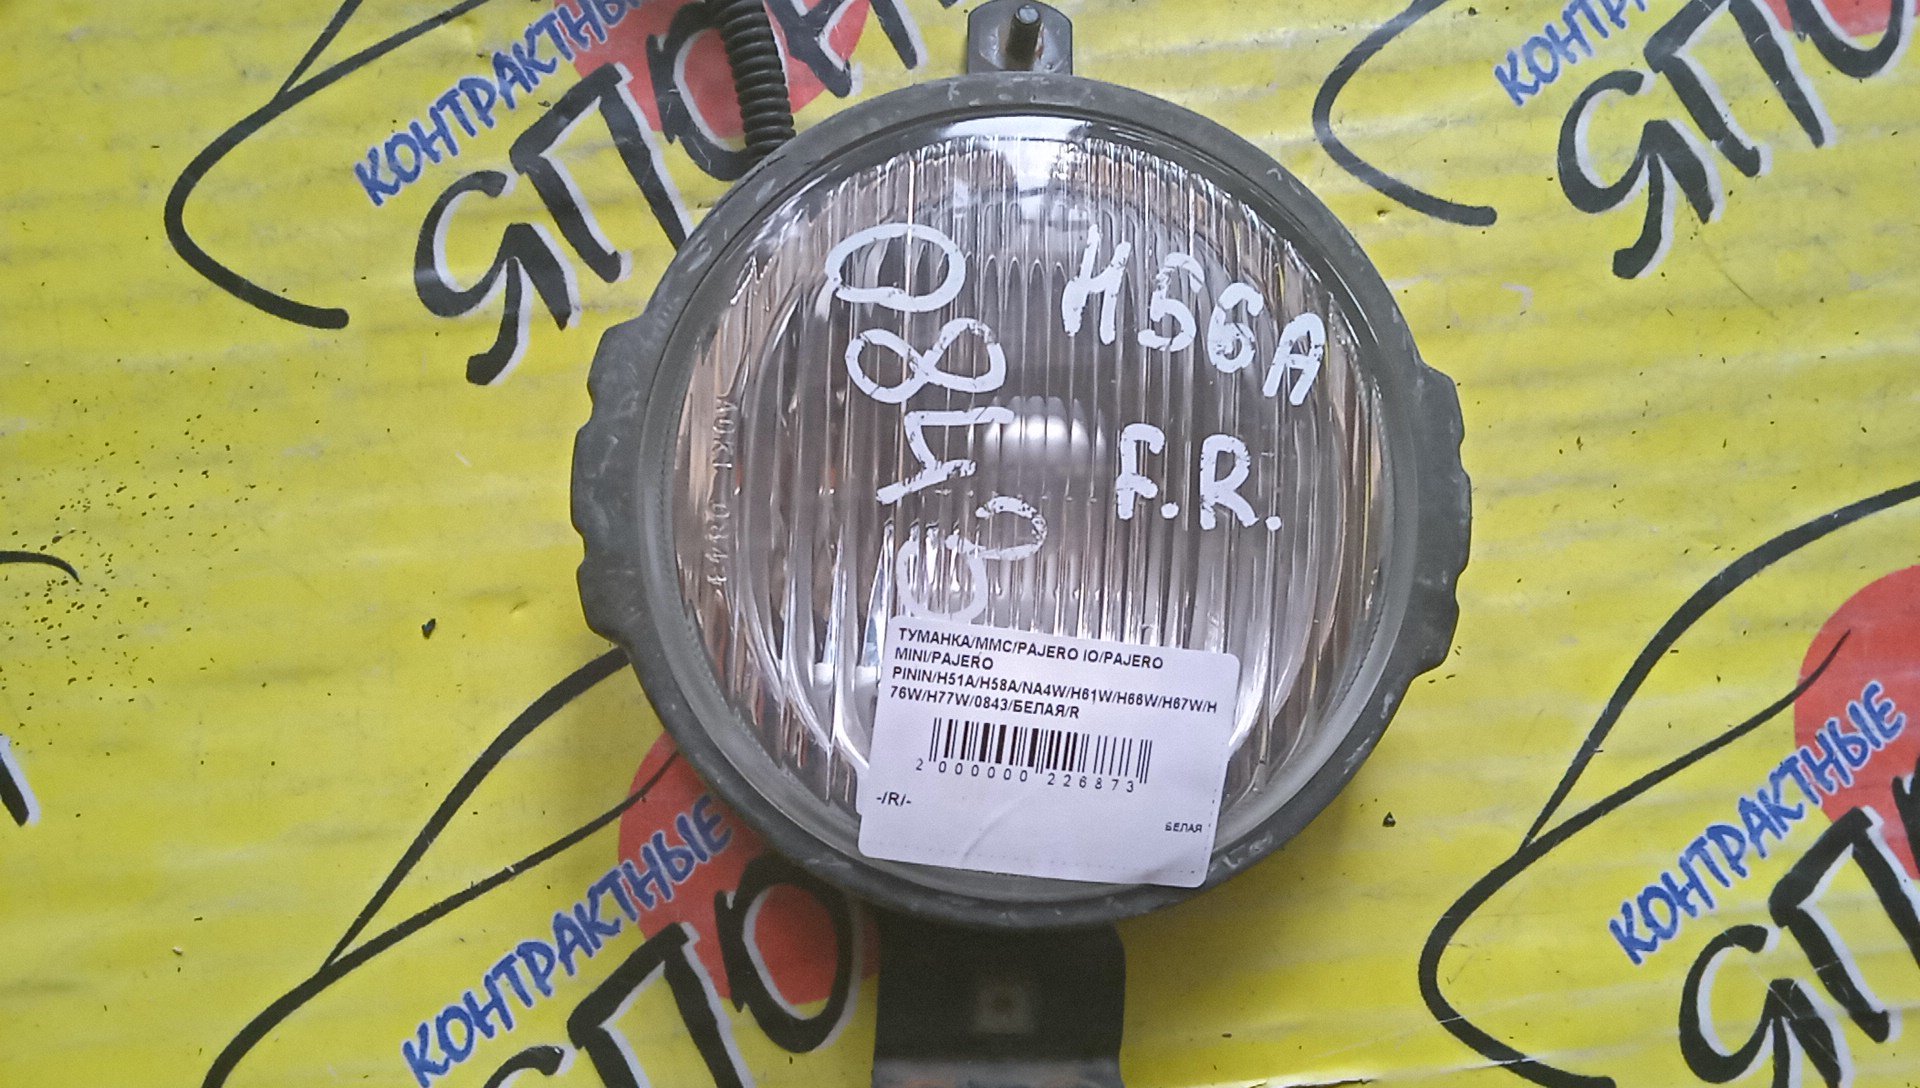 КОНТРАКТНЫЕ
КОНТРАКТНЫЕ
H56A
F.R.
0843
ТУМАНКА/MMC/PAJERO IO/PAJERO
MINI/PAJERO
PININ/H51A/H58A/NA4W/H61W/H66W/H67W/H
76W/H77W/0843/БЕЛАЯ/R
2 000000 226873
-/R/-
БЕЛАЯ
КОНТРАКТНЫЕ
КОНТРАКТНЫЕ